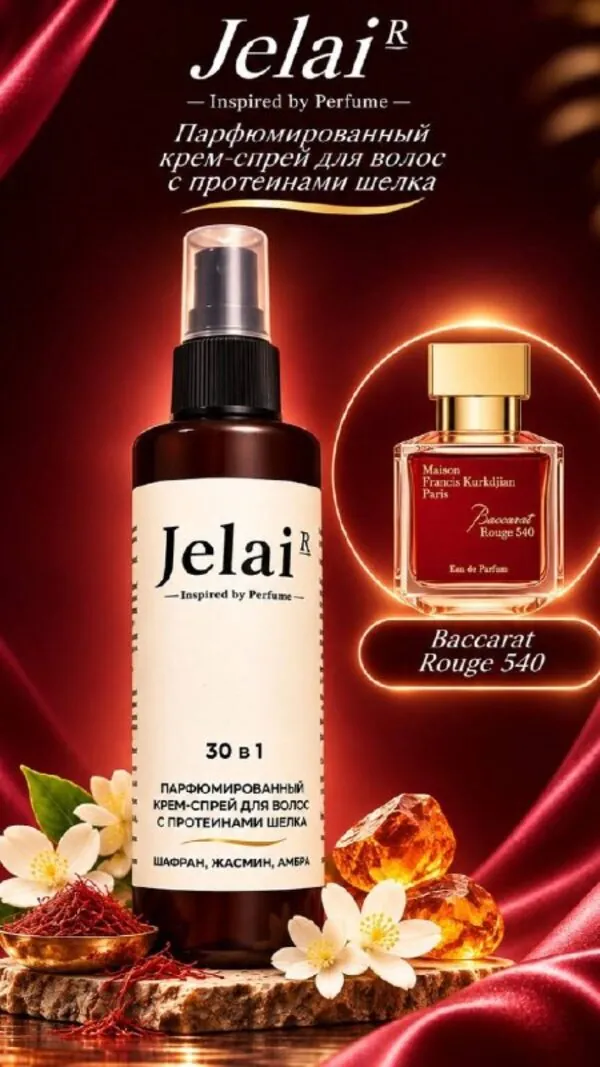 Jelai R
— Inspired by Perfume —
Парфюмированный
крем-спрей для волос
с протеинами шелка
Maison
Francis Kurkdjian
Paris
Baccarat
Rouge 540
Eau de Parfum
Baccarat
Rouge 540
Jelai R
— Inspired by Perfume —
30 в 1
ПАРФЮМИРОВАННЫЙ
КРЕМ-СПРЕЙ ДЛЯ ВОЛОС
С ПРОТЕИНАМИ ШЕЛКА
ШАФРАН, ЖАСМИН, АМБРА